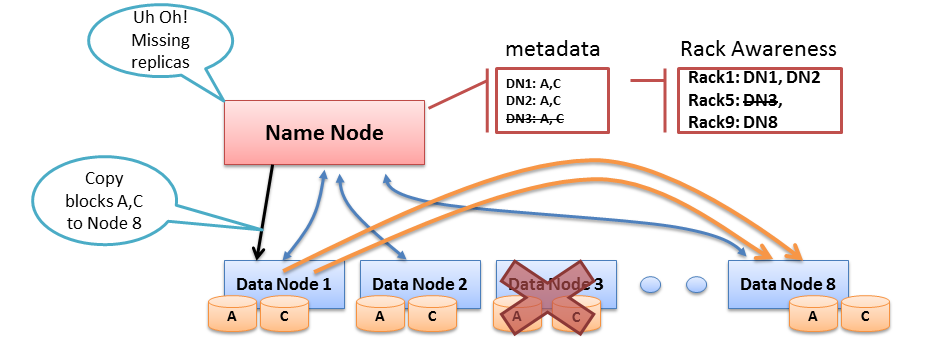 Uh Oh!
Missing
replicas
metadata
Rack Awareness
DN1: A,C
DN2: A,C
DN3: A, C
Rack1: DN1, DN2
Rack5: DN3,
Rack9: DN8
Name Node
Copy
blocks A,C
to Node 8
Data Node 1
Data Node 2
Data Node 3
Data Node 8
A
C
A
C
A
C
A
C